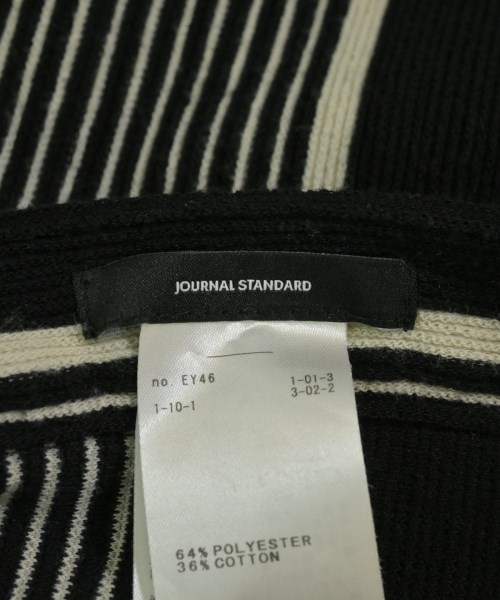 JOURNAL STANDARD
no. EY46
1-10-1
1-01-3
3-02-2
64% POLYESTER
36% COTTON